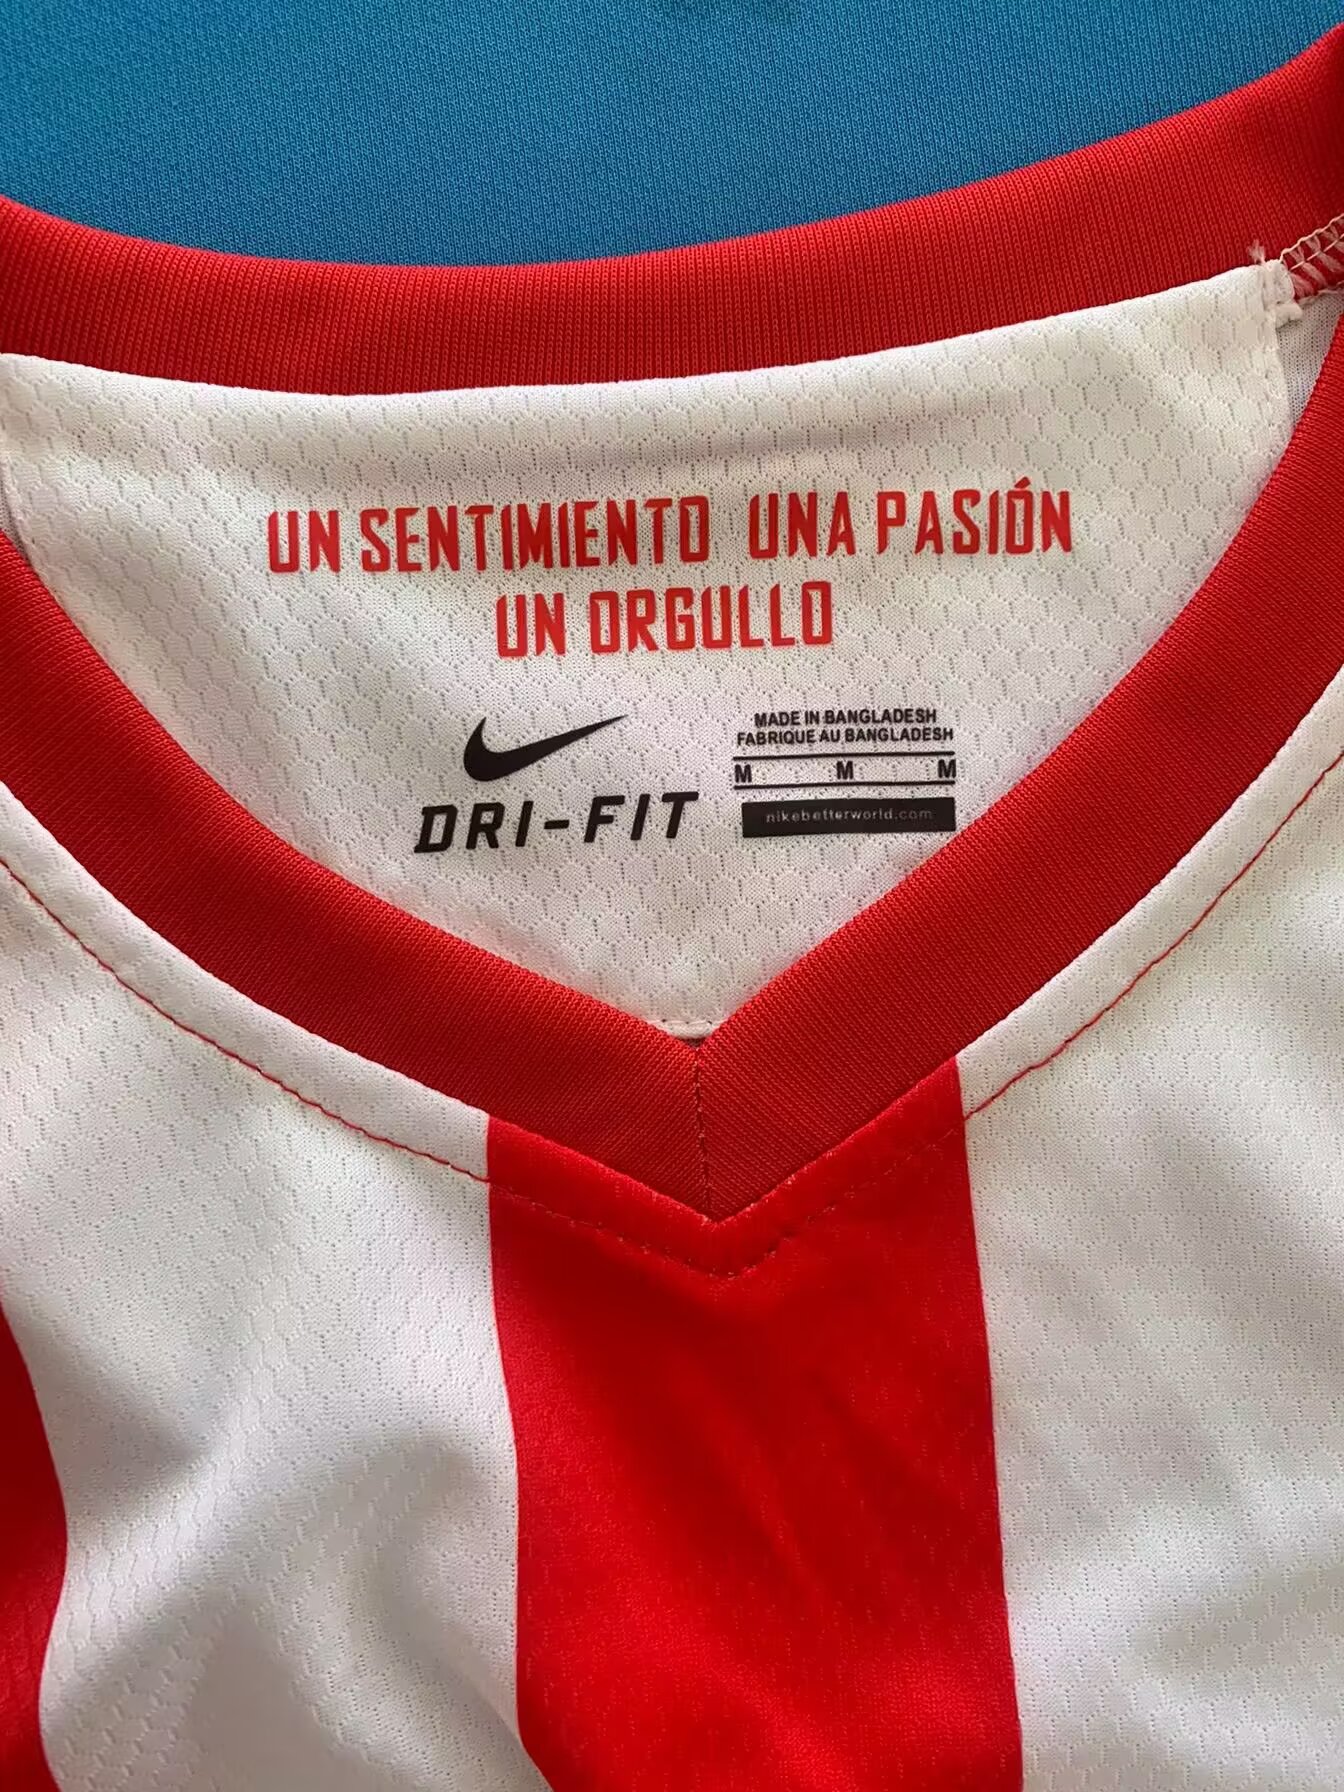 UN SENTIMIENTO UNA PASIÓN
UN ORGULLO
DRI-FIT
MADE IN BANGLADESH
FABRIQUE AU BANGLADESH
M M M
nikebetterworld.com